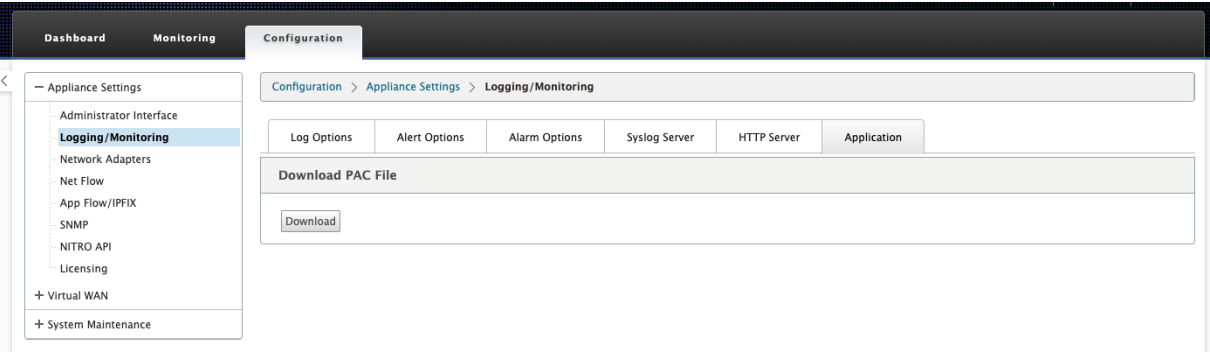 Dashboard Monitoring Configuration
— Appliance Settings
Configuration > Appliance Settings > Logging/Monitoring
Administrator Interface
Logging/Monitoring
Log Options Alert Options Alarm Options Syslog Server HTTP Server Application
Network Adapters
Net Flow
Download PAC File
App Flow/IPFIX
SNMP
Download
NITRO API
Licensing
+ Virtual WAN
+ System Maintenance